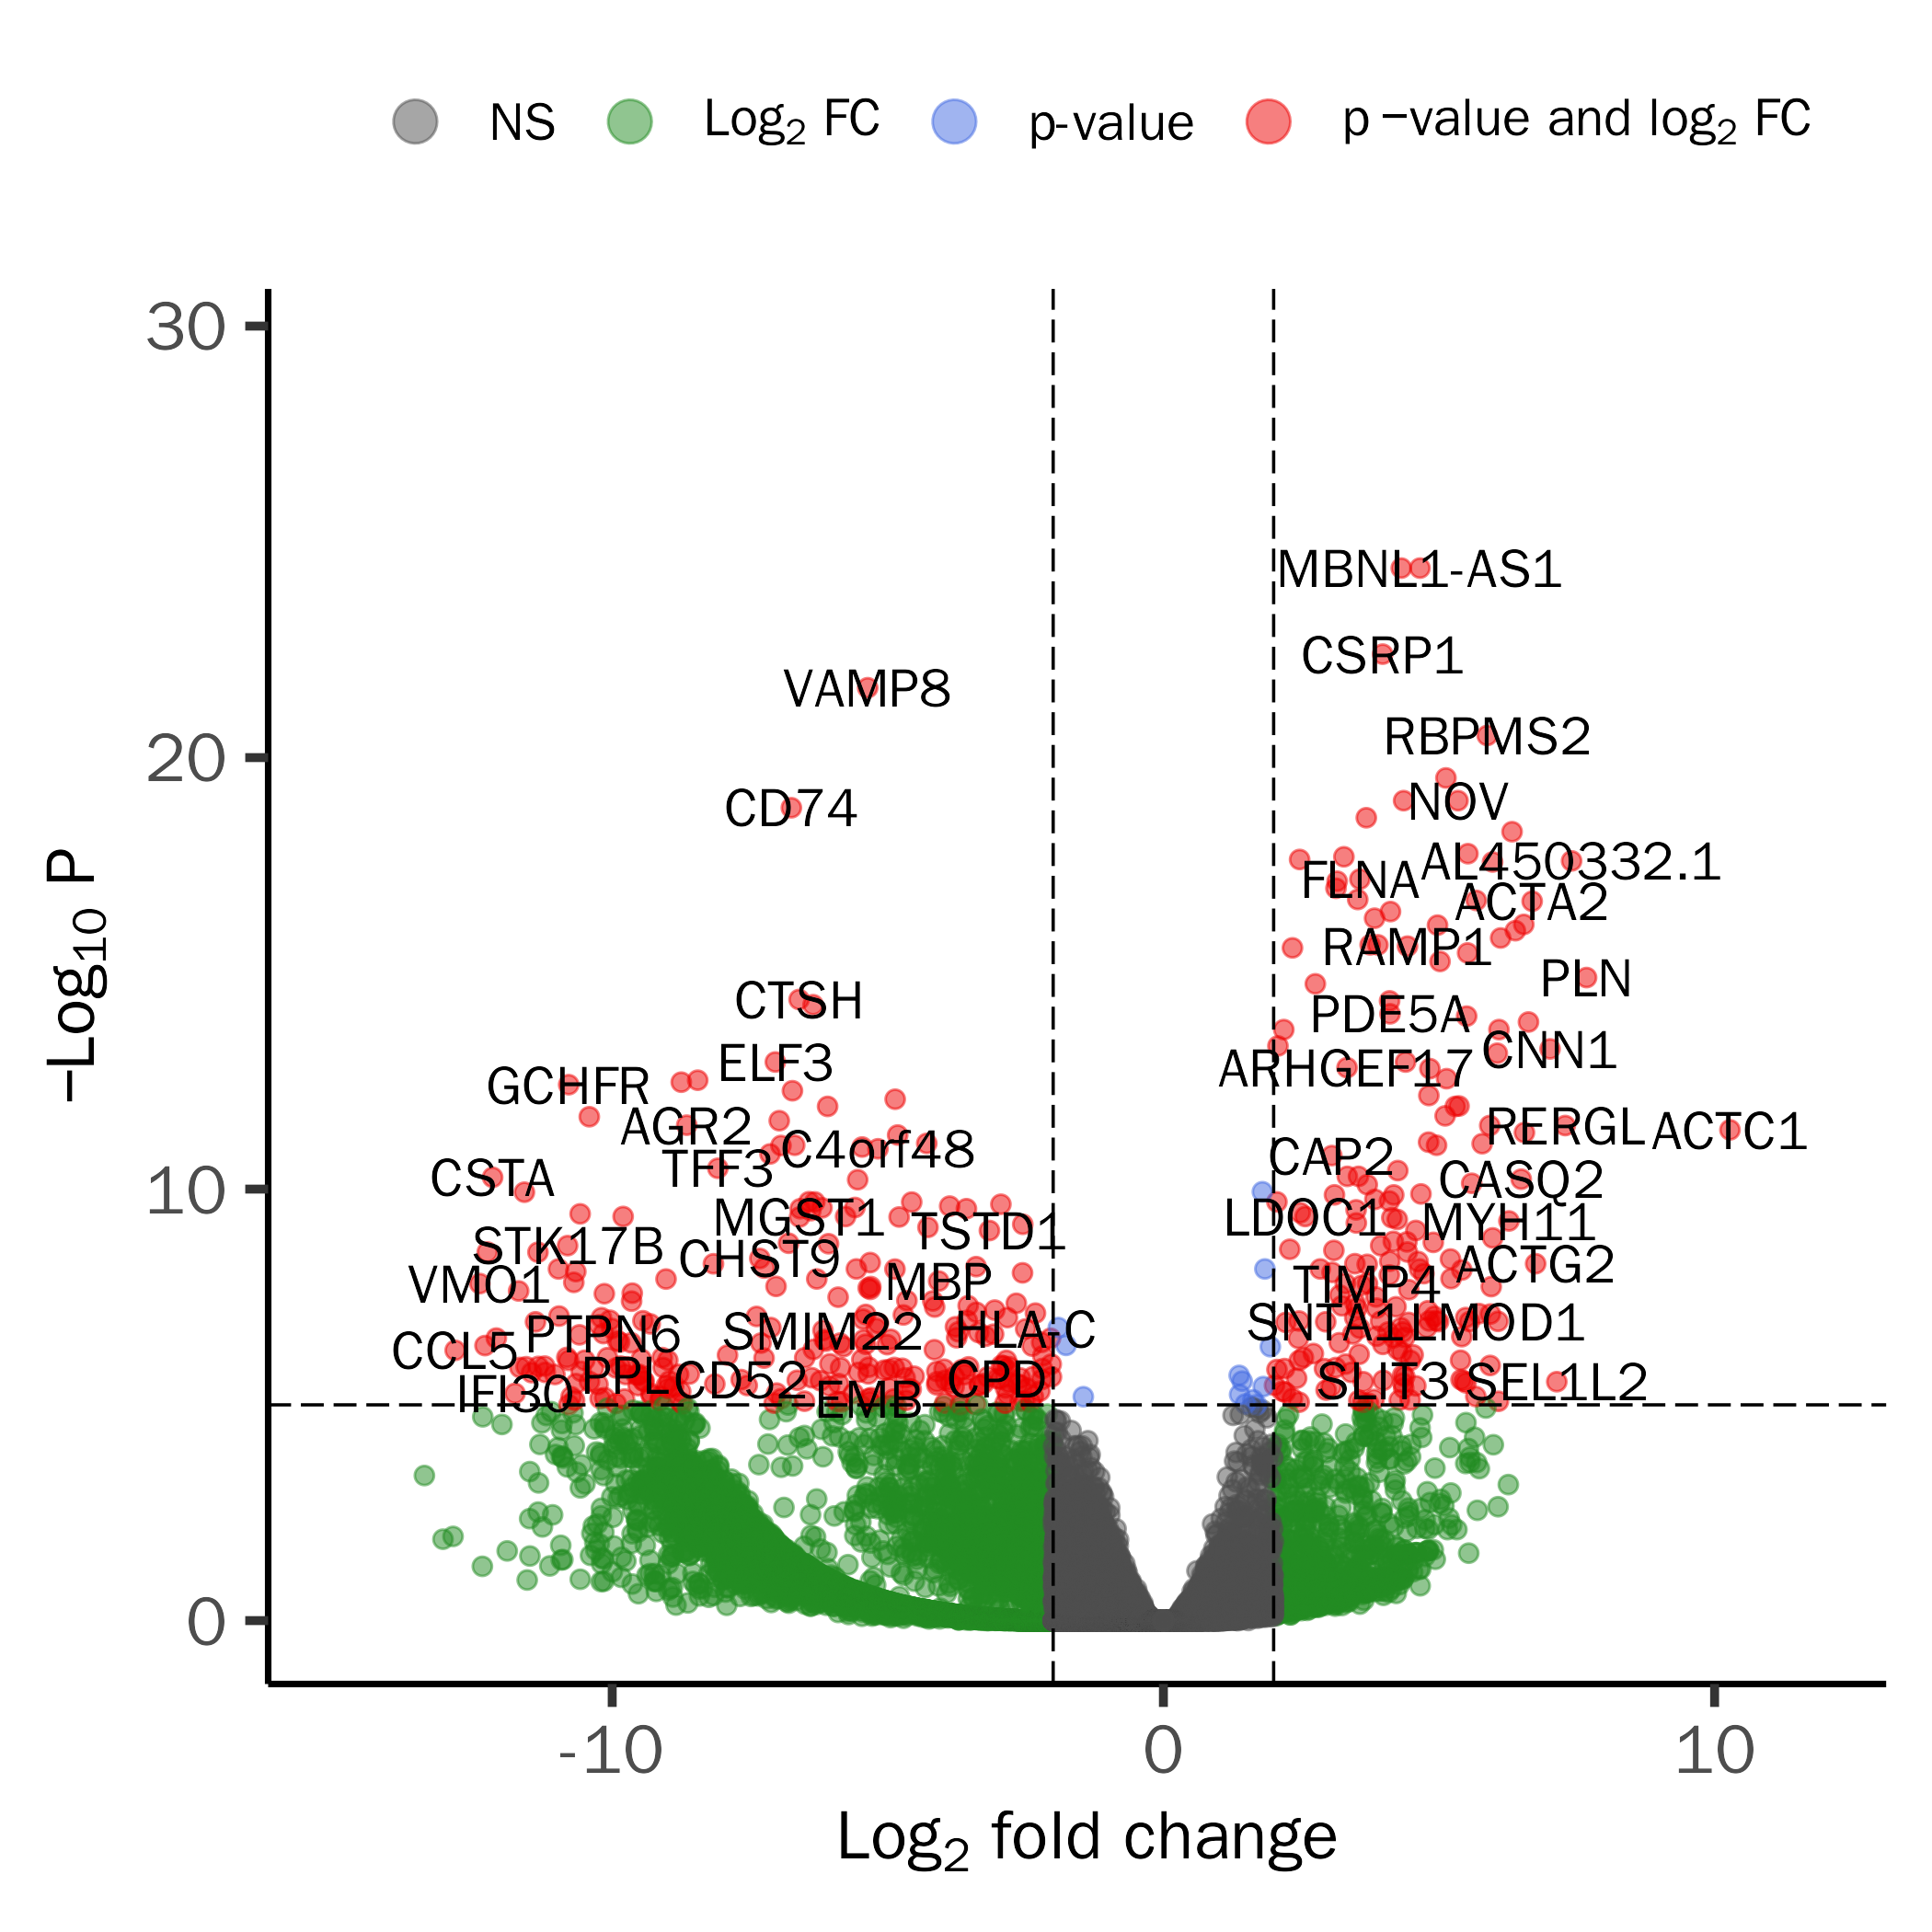 NS Log2 FC p-value p −value and log2 FC
−Log10 P
30
20
10
0
MBNL1-AS1
CSRP1
VAMP8
RBPMS2
CD74
NOV
AL450332.1
FLNA
ACTA2
RAMP1
PLN
CTSH
PDE5A
CNN1
ELF3
ARHGEF17
GCHFR
AGR2
RERGL
ACTC1
C4orf48
CAP2
TFF3
CSTA
CASQ2
MGST1
LDOC1
MYH11
TSTD1
STK17B
CHST9
ACTG2
VMO1
MBP
TIMP4
PTPN6
SMIM22
HLA-C
SNTA1
LMOD1
CCL5
PPL
CD52
CPD
SLIT3
SEL1L2
IFI30
EMB
-10
0
10
Log2 fold change